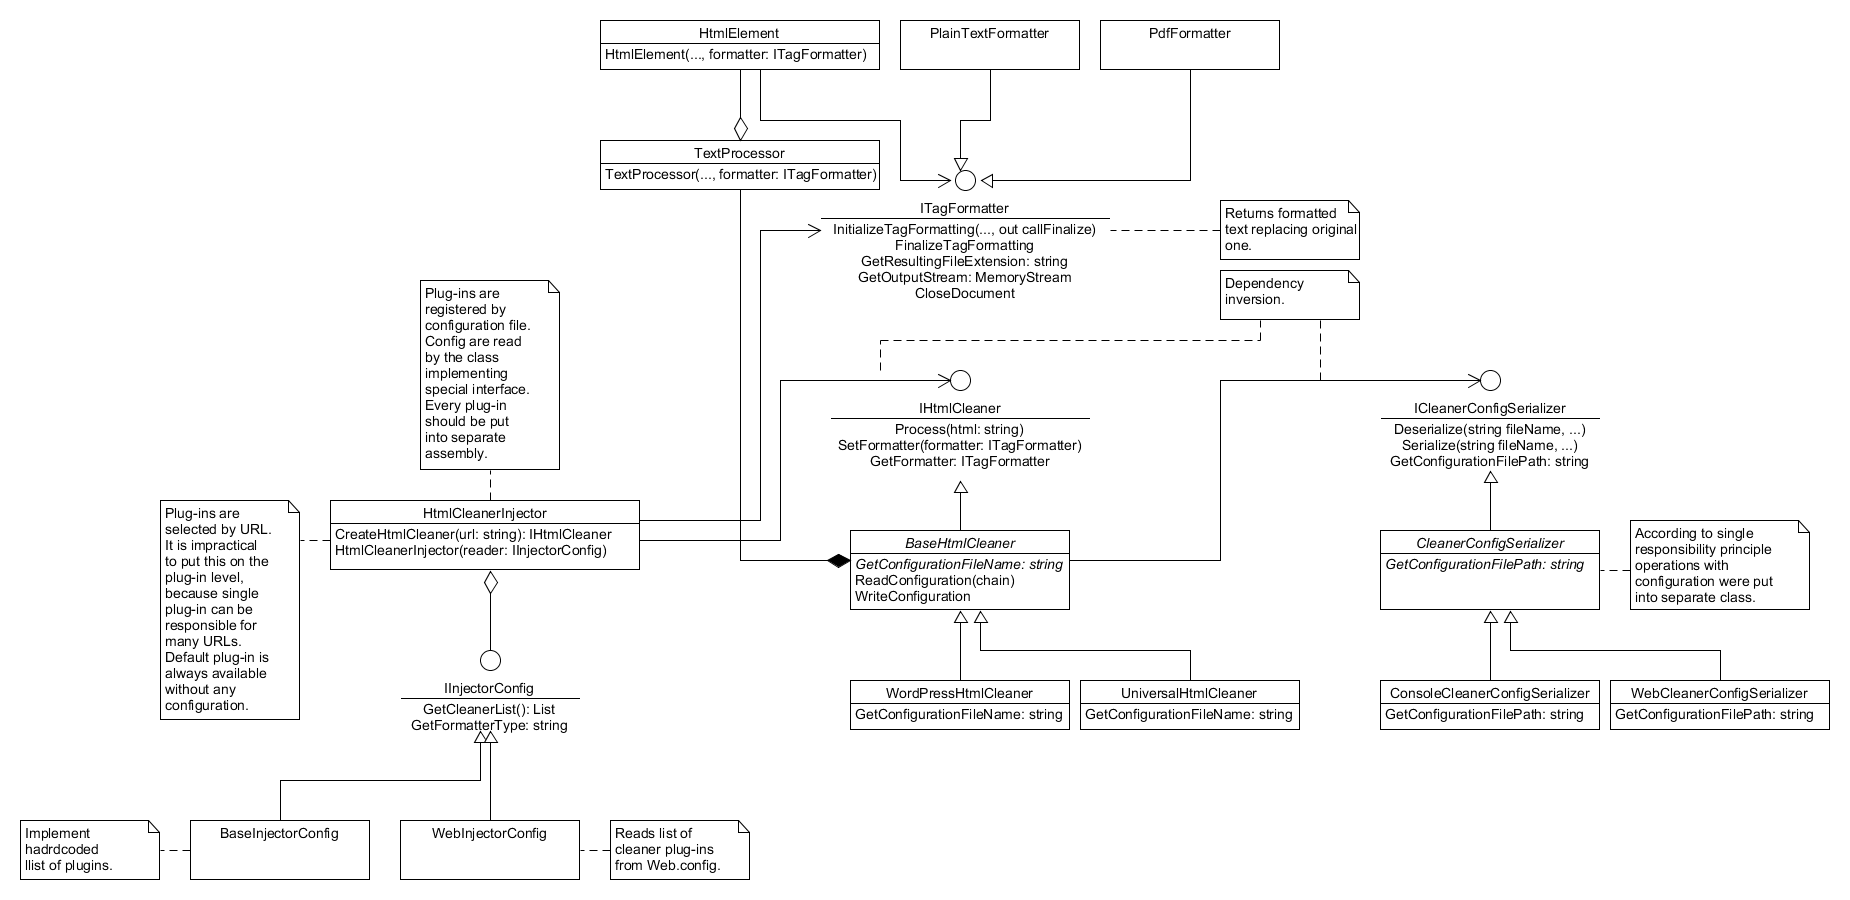 HtmlElement
HtmlElement(..., formatter: ITagFormatter)
PlainTextFormatter
PdfFormatter
TextProcessor
TextProcessor(..., formatter: ITagFormatter)
ITagFormatter
InitializeTagFormatting(..., out callFinalize)
FinalizeTagFormatting
GetResultingFileExtension: string
GetOutputStream: MemoryStream
CloseDocument
Returns formatted
text replacing original
one.
Dependency
inversion.
Plug-ins are
registered by
configuration file.
Config are read
by the class
implementing
special interface.
Every plug-in
should be put
into separate
assembly.
IHtmlCleaner
Process(html: string)
SetFormatter(formatter: ITagFormatter)
GetFormatter: ITagFormatter
ICleanerConfigSerializer
Deserialize(string fileName, ...)
Serialize(string fileName, ...)
GetConfigurationFilePath: string
Plug-ins are
selected by URL.
It is impractical
to put this on the
plug-in level,
because single
plug-in can be
responsible for
many URLs.
Default plug-in is
always available
without any
configuration.
HtmlCleanerInjector
CreateHtmlCleaner(url: string): IHtmlCleaner
HtmlCleanerInjector(reader: IInjectorConfig)
BaseHtmlCleaner
GetConfigurationFileName: string
ReadConfiguration(chain)
WriteConfiguration
CleanerConfigSerializer
GetConfigurationFilePath: string
According to single
responsibility principle
operations with
configuration were put
into separate class.
IInjectorConfig
GetCleanerList(): List
GetFormatterType: string
WordPressHtmlCleaner
GetConfigurationFileName: string
UniversalHtmlCleaner
GetConfigurationFileName: string
ConsoleCleanerConfigSerializer
GetConfigurationFilePath: string
WebCleanerConfigSerializer
GetConfigurationFilePath: string
Implement
hadrdcoded
llist of plugins.
BaseInjectorConfig
WebInjectorConfig
Reads list of
cleaner plug-ins
from Web.config.